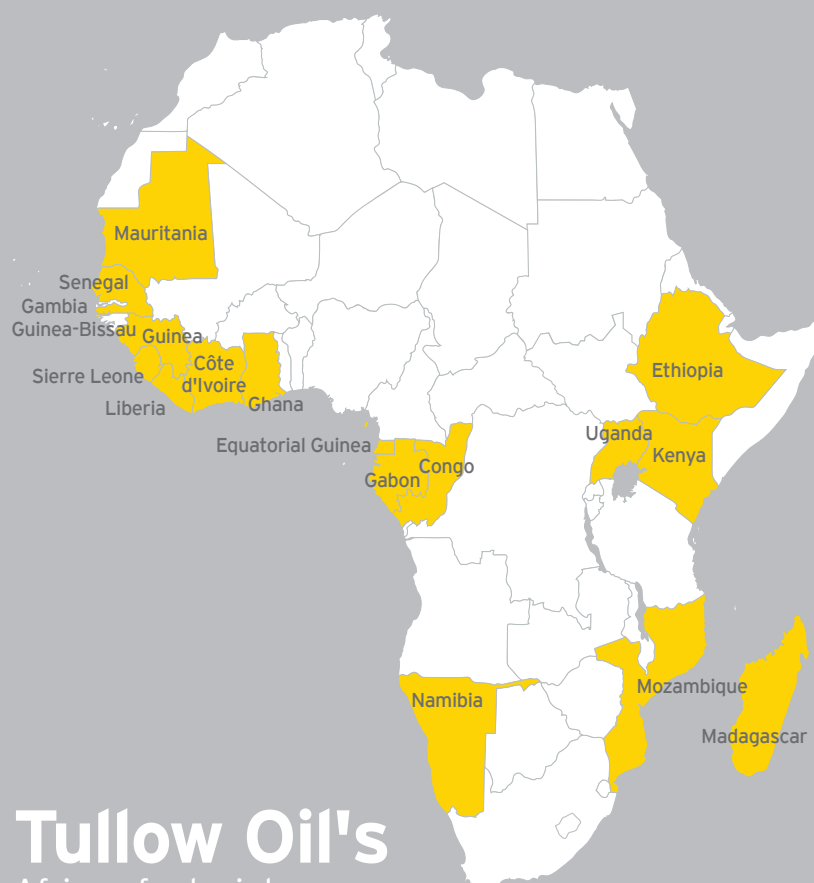 Mauritania
Senegal
Gambia
Guinea-Bissau
Guinea
Sierre Leone
Côte
d'Ivoire
Liberia
Ghana
Equatorial Guinea
Gabon
Congo
Ethiopia
Uganda
Kenya
Namibia
Mozambique
Madagascar
Tullow Oil's